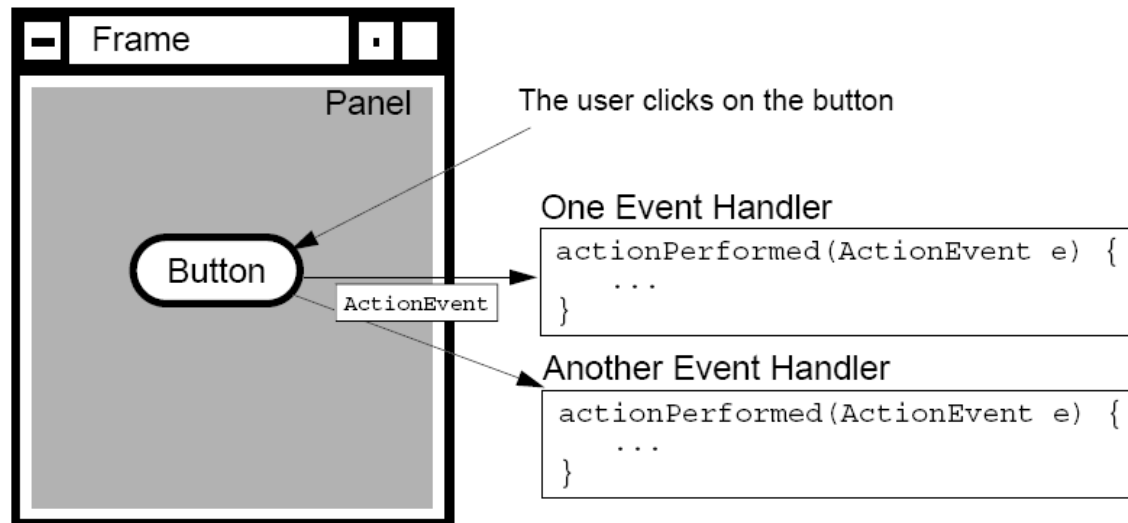 Frame
Panel
The user clicks on the button
One Event Handler
actionPerformed(ActionEvent e) {
...
}
Button
ActionEvent
Another Event Handler
actionPerformed(ActionEvent e) {
...
}